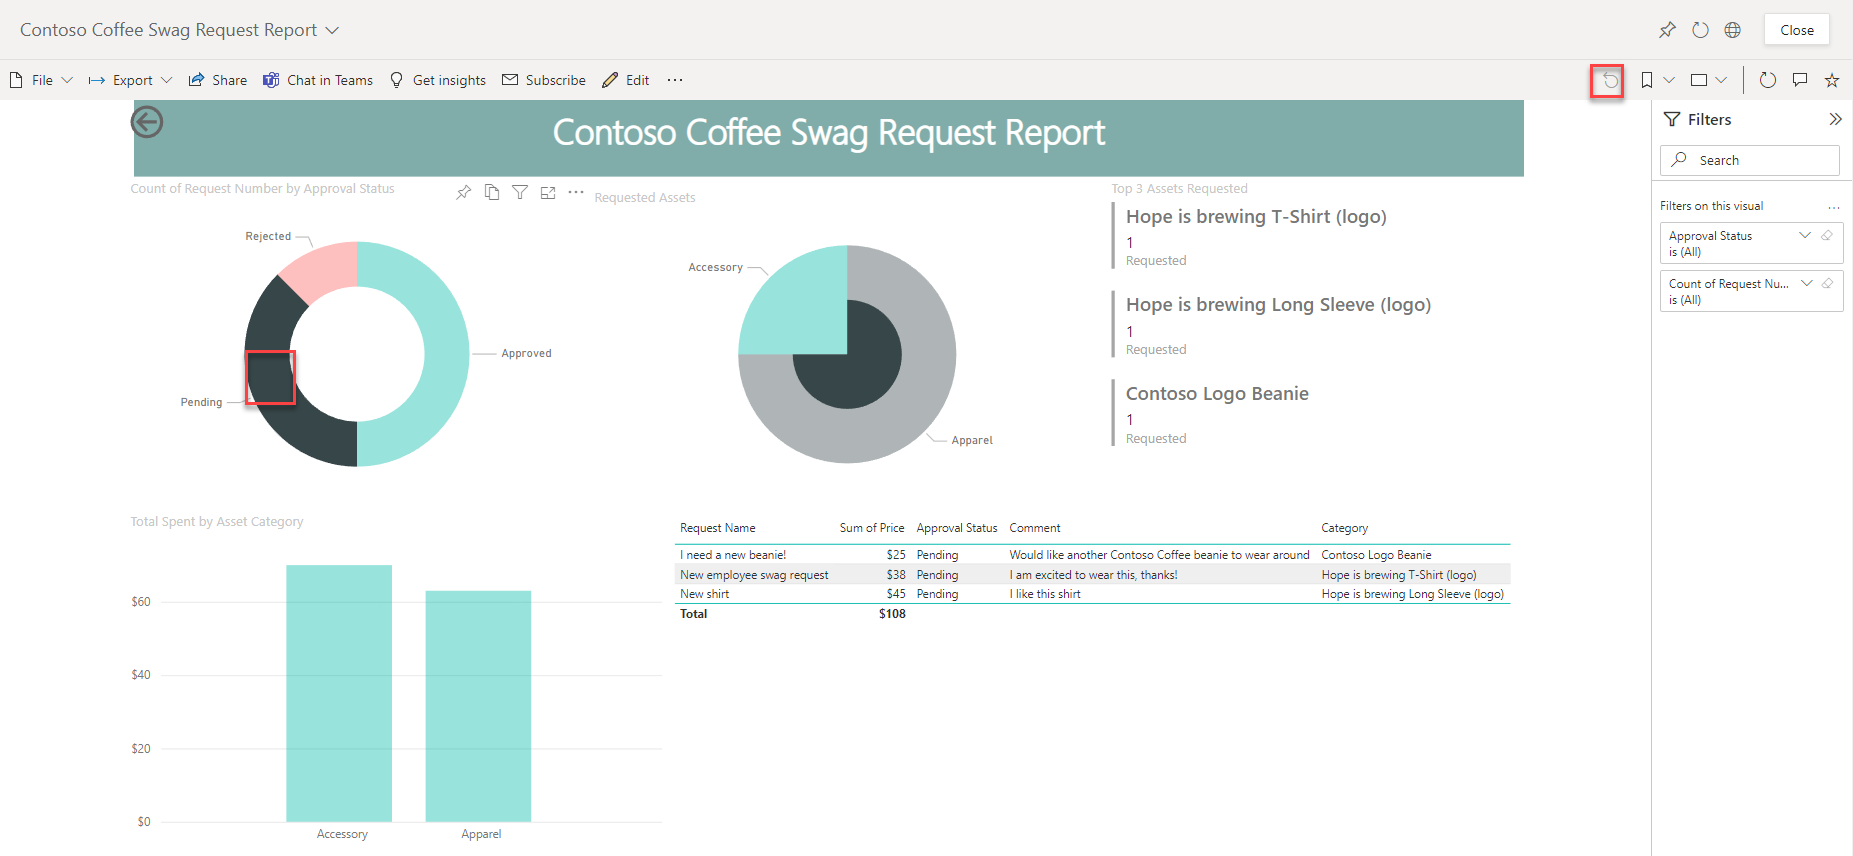 Contoso Coffee Swag Request Report
Close
File Export Share Chat in Teams Get insights Subscribe Edit
Contoso Coffee Swag Request Report
Filters
Search
Filters on this visual
Approval Status
is (All)
Count of Request Nu...
is (All)
Count of Request Number by Approval Status
Rejected
Approved
Pending
Requested Assets
Accessory
Apparel
Top 3 Assets Requested
Hope is brewing T-Shirt (logo)
1
Requested
Hope is brewing Long Sleeve (logo)
1
Requested
Contoso Logo Beanie
1
Requested
Total Spent by Asset Category
$60
$40
$20
$0
Accessory Apparel
Request Name Sum of Price Approval Status Comment Category
I need a new beanie! $25 Pending Would like another Contoso Coffee beanie to wear around Contoso Logo Beanie
New employee swag request $38 Pending I am excited to wear this, thanks! Hope is brewing T-Shirt (logo)
New shirt $45 Pending I like this shirt Hope is brewing Long Sleeve (logo)
Total $108